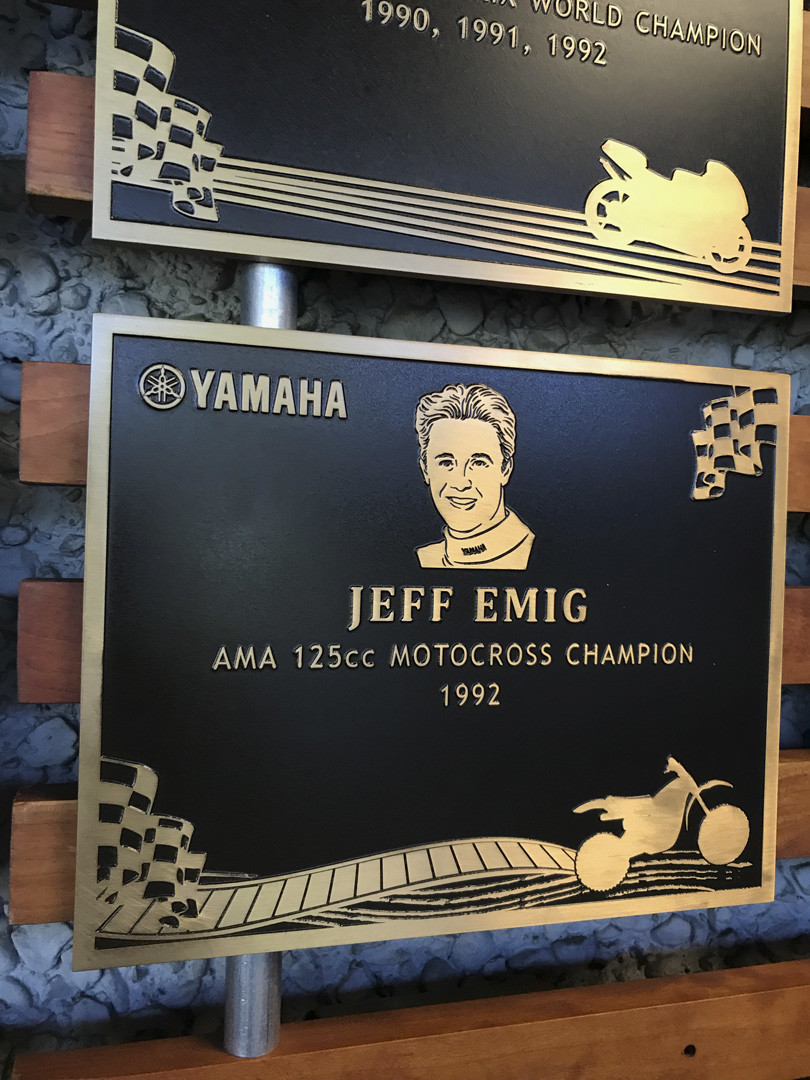 WORLD CHAMPION
1990, 1991, 1992
YAMAHA
YAMAHA
JEFF EMIG
AMA 125cc MOTOCROSS CHAMPION
1992